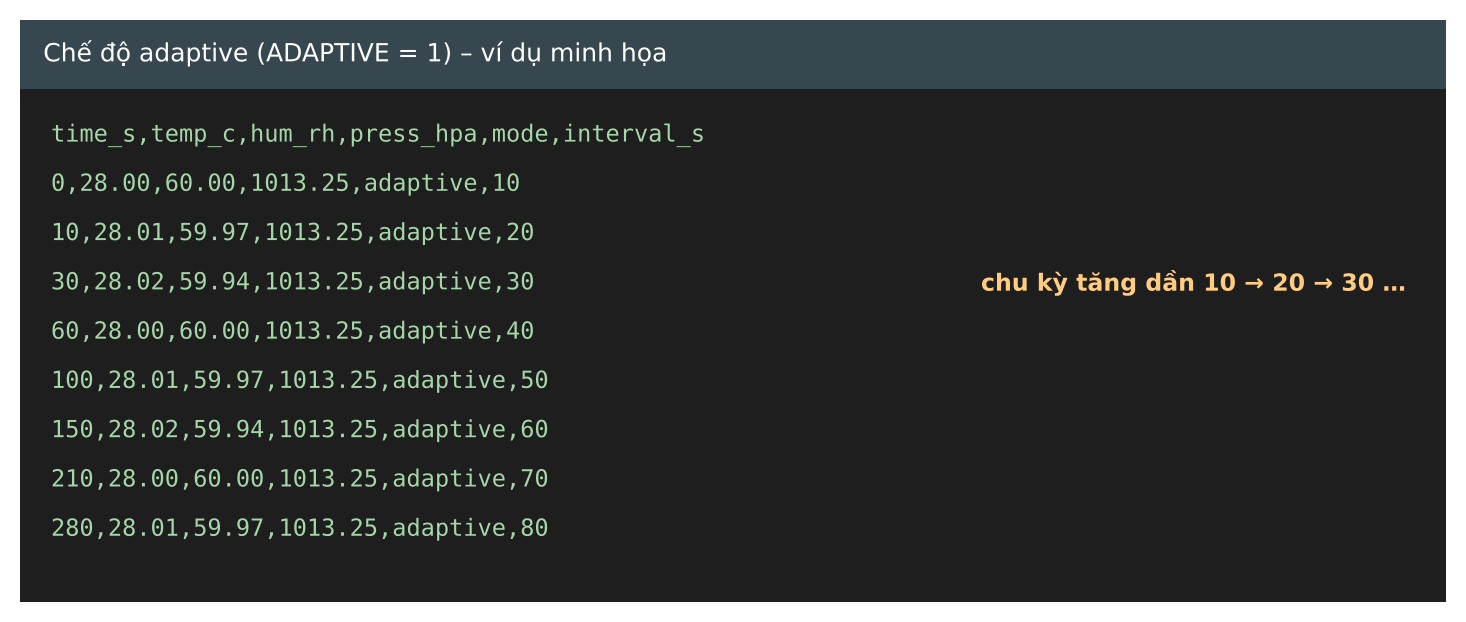 Chế độ adaptive (ADAPTIVE = 1) – ví dụ minh họa
time_s,temp_c,hum_rh,press_hpa,mode,interval_s
0,28.00,60.00,1013.25,adaptive,10
10,28.01,59.97,1013.25,adaptive,20
30,28.02,59.94,1013.25,adaptive,30
chu kỳ tăng dần 10 → 20 → 30 …
60,28.00,60.00,1013.25,adaptive,40
100,28.01,59.97,1013.25,adaptive,50
150,28.02,59.94,1013.25,adaptive,60
210,28.00,60.00,1013.25,adaptive,70
280,28.01,59.97,1013.25,adaptive,80